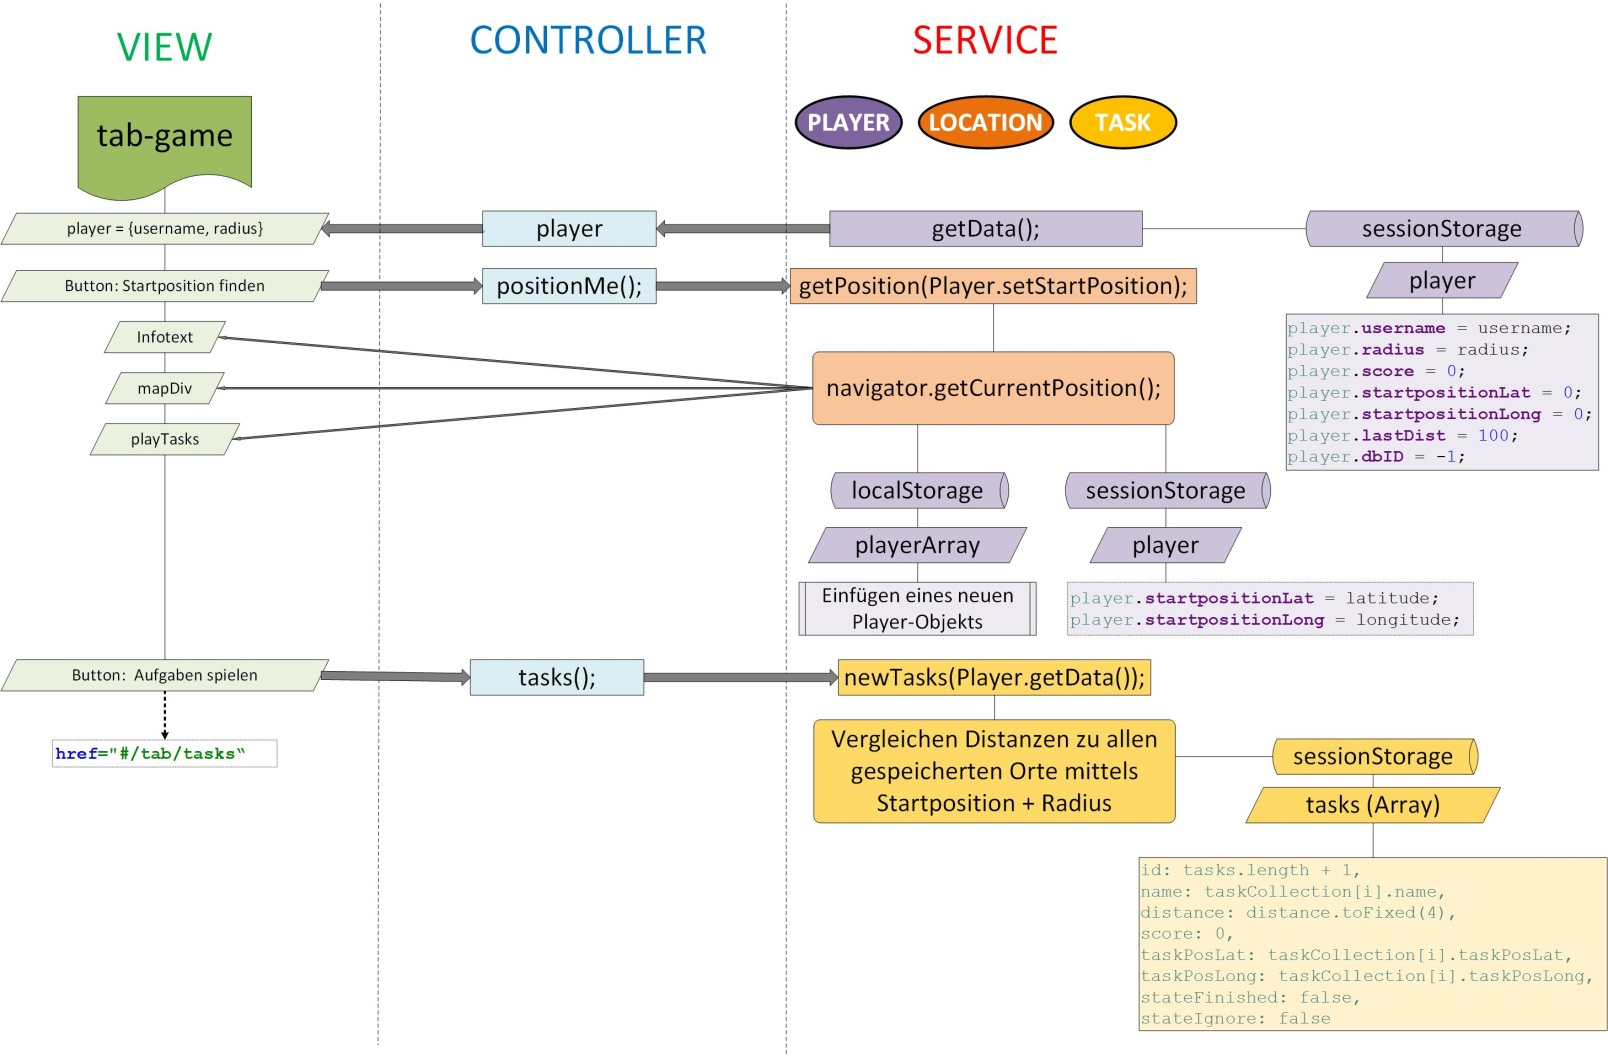 VIEW
CONTROLLER
SERVICE
tab-game
PLAYER
LOCATION
TASK
player = {username, radius}
player
getData();
sessionStorage
player
Button: Startposition finden
positionMe();
getPosition(Player.setStartPosition);
player.username = username;
player.radius = radius;
player.score = 0;
player.startpositionLat = 0;
player.startpositionLong = 0;
player.lastDist = 100;
player.dbID = -1;
Infotext
mapDiv
playTasks
navigator.getCurrentPosition();
localStorage
playerArray
Einfügen eines neuen
Player-Objekts
sessionStorage
player
player.startpositionLat = latitude;
player.startpositionLong = longitude;
Button: Aufgaben spielen
tasks();
newTasks(Player.getData());
href="#/tab/tasks“
Vergleichen Distanzen zu allen
gespeicherten Orte mittels
Startposition + Radius
sessionStorage
tasks (Array)
id: tasks.length + 1,
name: taskCollection[i].name,
distance: distance.toFixed(4),
score: 0,
taskPosLat: taskCollection[i].taskPosLat,
taskPosLong: taskCollection[i].taskPosLong,
stateFinished: false,
stateIgnore: false